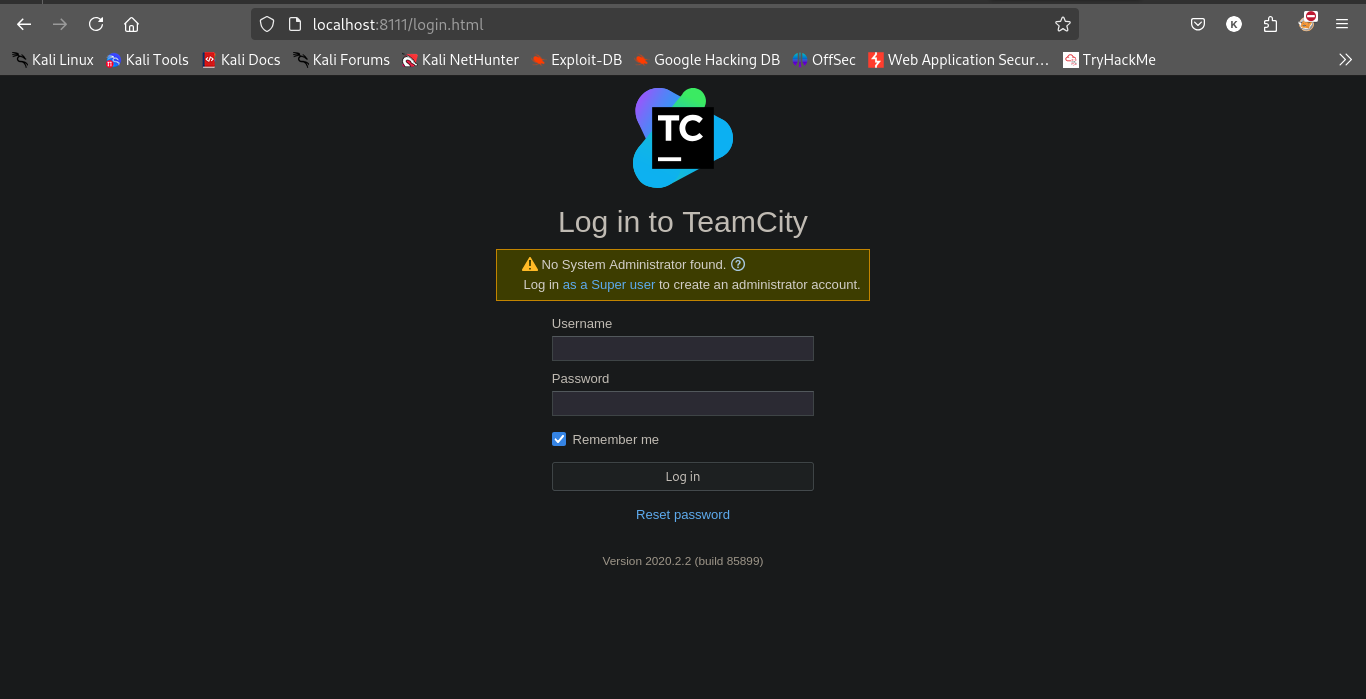 localhost:8111/login.html
K
Kali Linux Kali Tools Kali Docs Kali Forums Kali NetHunter Exploit-DB Google Hacking DB OffSec Web Application Secur… TryHackMe
TC
Log in to TeamCity
No System Administrator found. ?
Log in as a Super user to create an administrator account.
Username
Password
Remember me
Log in
Reset password
Version 2020.2.2 (build 85899)